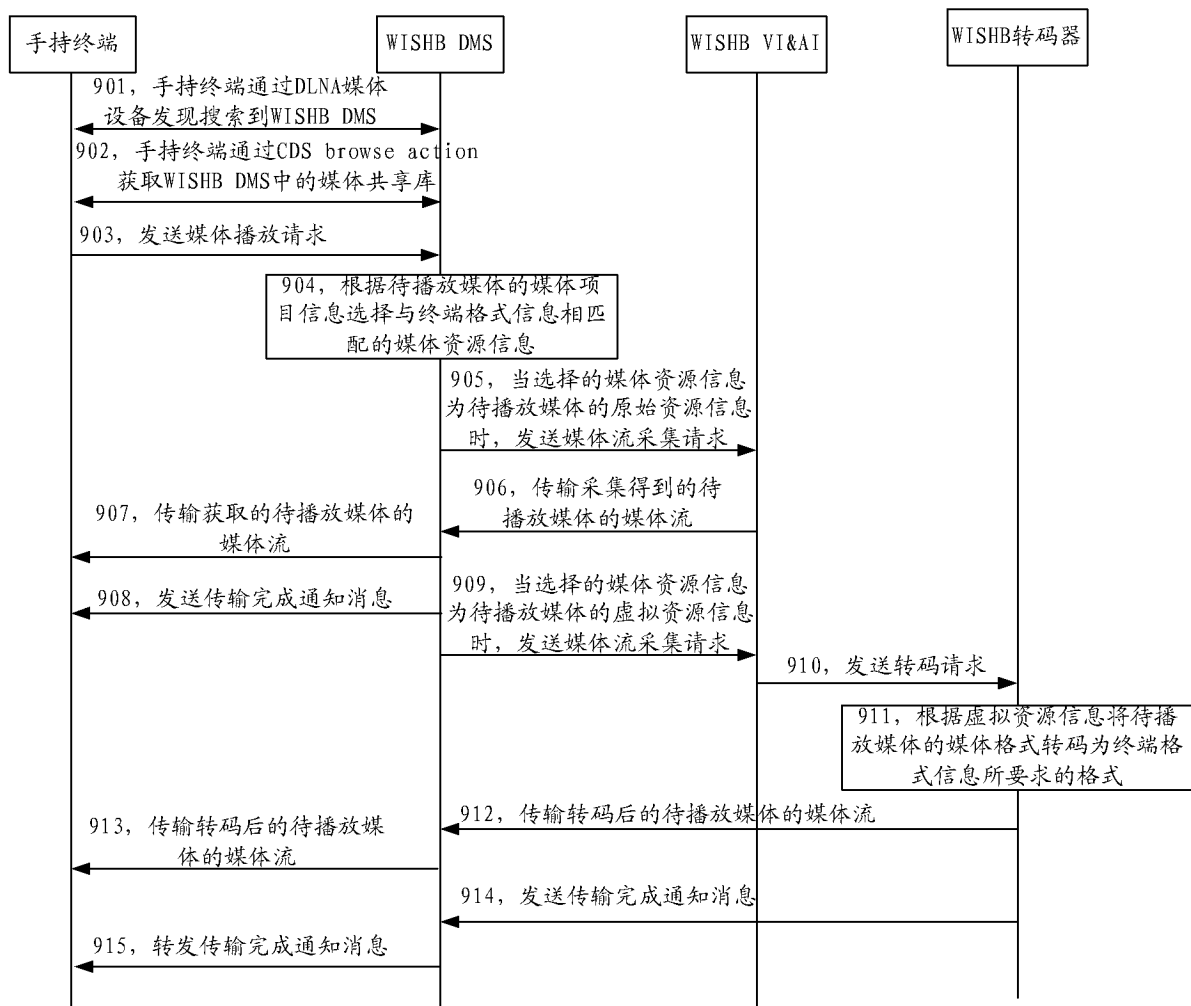 手持终端
WISHB DMS
WISHB VI&AI
WISHB转码器
901，手持终端通过DLNA媒体
设备发现搜索到WISHB DMS
902，手持终端通过CDS browse action
获取WISHB DMS中的媒体共享库
903，发送媒体播放请求
904，根据待播放媒体的媒体项
目信息选择与终端格式信息相匹
配的媒体资源信息
905，当选择的媒体资源信息
为待播放媒体的原始资源信息
时，发送媒体流采集请求
906，传输采集得到的待
播放媒体的媒体流
907，传输获取的待播放媒体的
媒体流
908，发送传输完成通知消息
909，当选择的媒体资源信息
为待播放媒体的虚拟资源信息
时，发送媒体流采集请求
910，发送转码请求
911，根据虚拟资源信息将待播
放媒体的媒体格式转码为终端格
式信息所要求的格式
912，传输转码后的待播放媒体的媒体流
913，传输转码后的待播放媒
体的媒体流
914，发送传输完成通知消息
915，转发传输完成通知消息